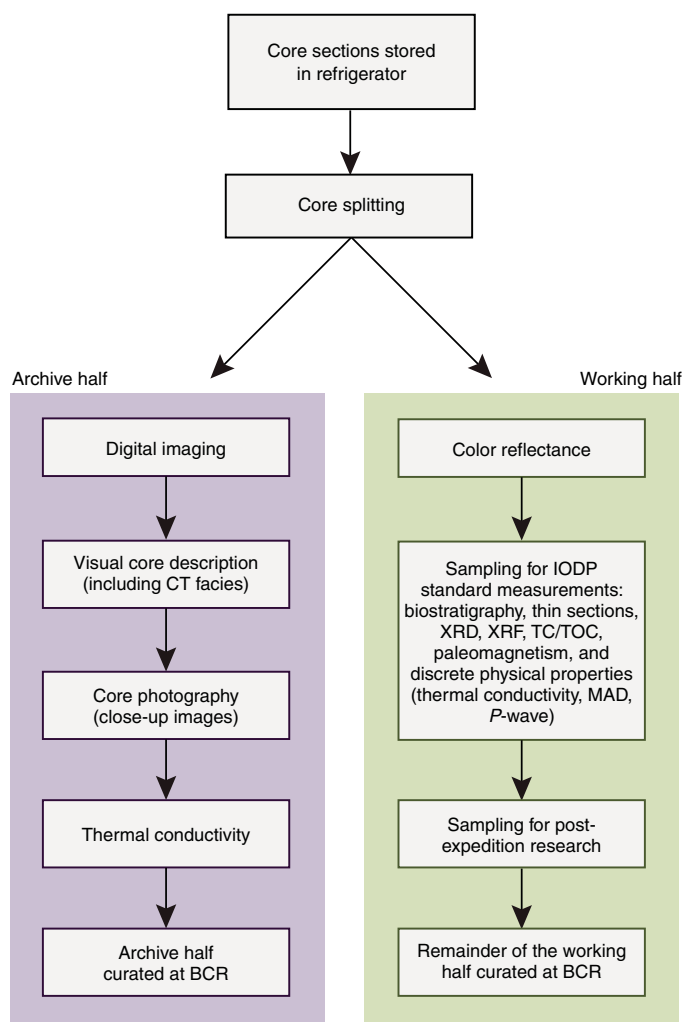 Core sections stored
in refrigerator
Core splitting
Archive half
Digital imaging
Visual core description
(including CT facies)
Core photography
(close-up images)
Thermal conductivity
Archive half
curated at BCR
Working half
Color reflectance
Sampling for IODP
standard measurements:
biostratigraphy, thin sections,
XRD, XRF, TC/TOC,
paleomagnetism, and
discrete physical properties
(thermal conductivity, MAD,
P-wave)
Sampling for post-
expedition research
Remainder of the working
half curated at BCR